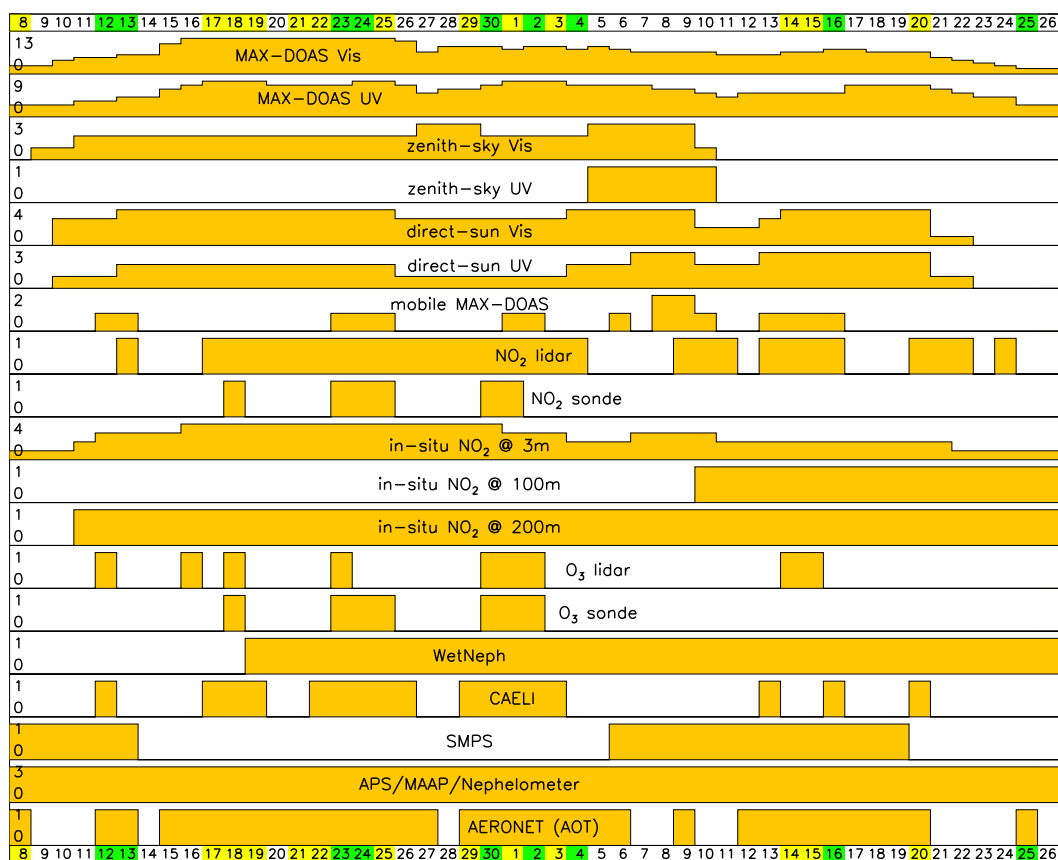 8 9 10 11 12 13 14 15 16 17 18 19 20 21 22 23 24 25 26 27 28 29 30 1 2 3 4 5 6 7 8 9 10 11 12 13 14 15 16 17 18 19 20 21 22 23 24 25 26
13
MAX-DOAS Vis
0
9
MAX-DOAS UV
0
3
zenith-sky Vis
0
1
zenith-sky UV
0
4
direct-sun Vis
0
3
direct-sun UV
0
2
mobile MAX-DOAS
0
1
NO₂ lidar
0
1
NO₂ sonde
0
4
in-situ NO₂ @ 3m
0
1
in-situ NO₂ @ 100m
0
1
in-situ NO₂ @ 200m
0
1
O₃ lidar
0
1
O₃ sonde
0
1
WetNeph
0
1
CAELI
0
1
SMPS
0
3
APS/MAAP/Nephelometer
0
1
AERONET (AOT)
0
8 9 10 11 12 13 14 15 16 17 18 19 20 21 22 23 24 25 26 27 28 29 30 1 2 3 4 5 6 7 8 9 10 11 12 13 14 15 16 17 18 19 20 21 22 23 24 25 26